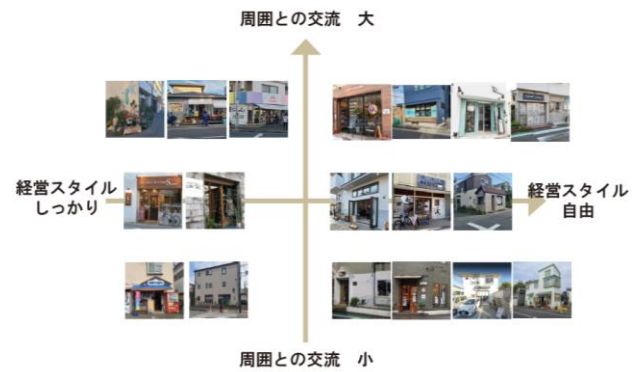 周囲との交流　大
経営スタイル
しっかり
経営スタイル
自由
周囲との交流　小